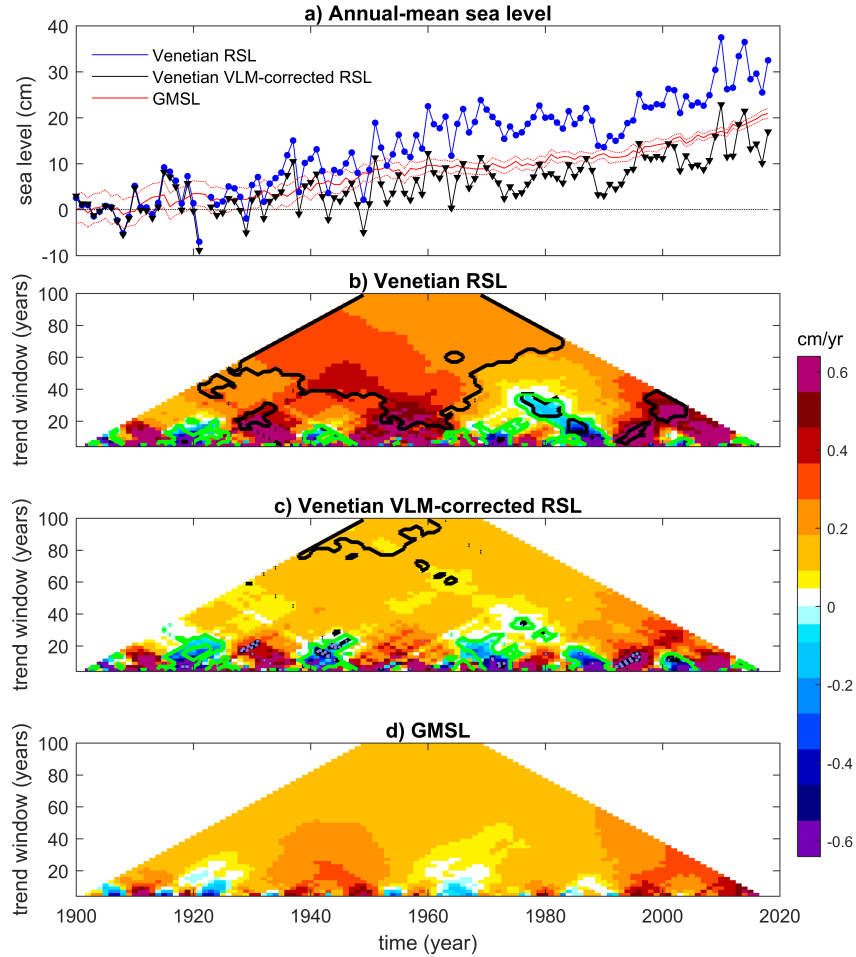 a) Annual-mean sea level
40
30
20
10
0
-10
sea level (cm)
Venetian RSL
Venetian VLM-corrected RSL
GMSL
b) Venetian RSL
100
80
60
40
20
trend window (years)
c) Venetian VLM-corrected RSL
100
80
60
40
20
trend window (years)
d) GMSL
100
80
60
40
20
trend window (years)
1900 1920 1940 1960 1980 2000 2020
time (year)
cm/yr
0.6
0.4
0.2
0
-0.2
-0.4
-0.6